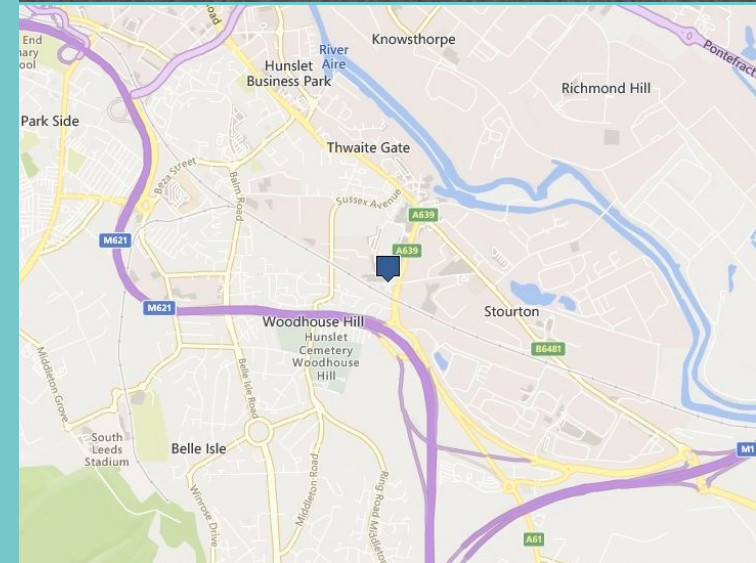 Road
Knowsthorpe
River
Aire
Pontefract
End
Hunslet
Business Park
Richmond Hill
Park Side
Thwaite Gate
Beza Street
Balm Road
Sussex Avenue
A639
A639
M621
M621
Stourton
Woodhouse Hill
Hunslet
Cemetery
Woodhouse
Hill
B6481
Middleton Grove
Belle Isle Road
South
Leeds
Stadium
Belle Isle
M1
Winrose Drive
Middleton Road
Ring Road Middleton
A61